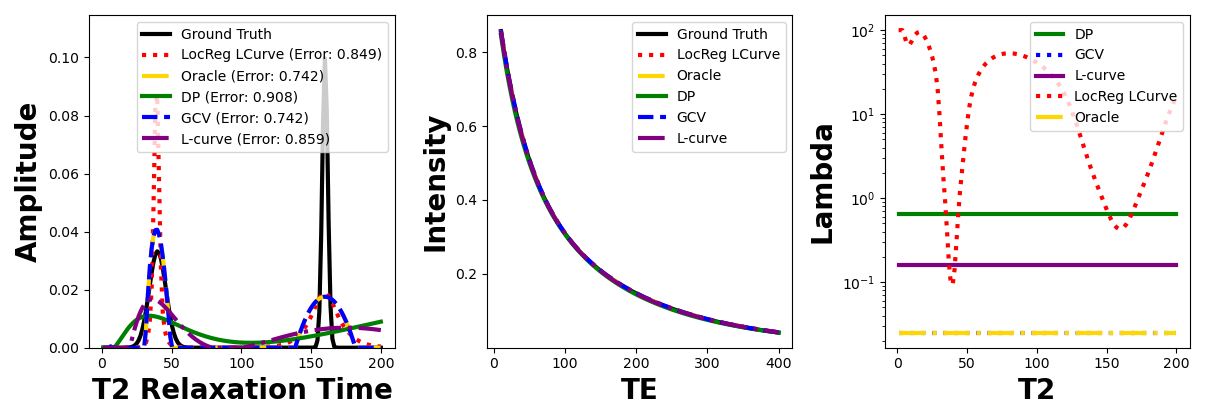 0.00
0.02
0.04
0.06
0.08
0.10
0
50
100
150
200
Amplitude
T2 Relaxation Time
Ground Truth
LocReg LCurve (Error: 0.849)
Oracle (Error: 0.742)
DP (Error: 0.908)
GCV (Error: 0.742)
L-curve (Error: 0.859)
0.2
0.4
0.6
0.8
0
100
200
300
400
Intensity
TE
Ground Truth
LocReg LCurve
Oracle
DP
GCV
L-curve
10⁻¹
10⁰
10¹
10²
0
50
100
150
200
Lambda
T2
DP
GCV
L-curve
LocReg LCurve
Oracle